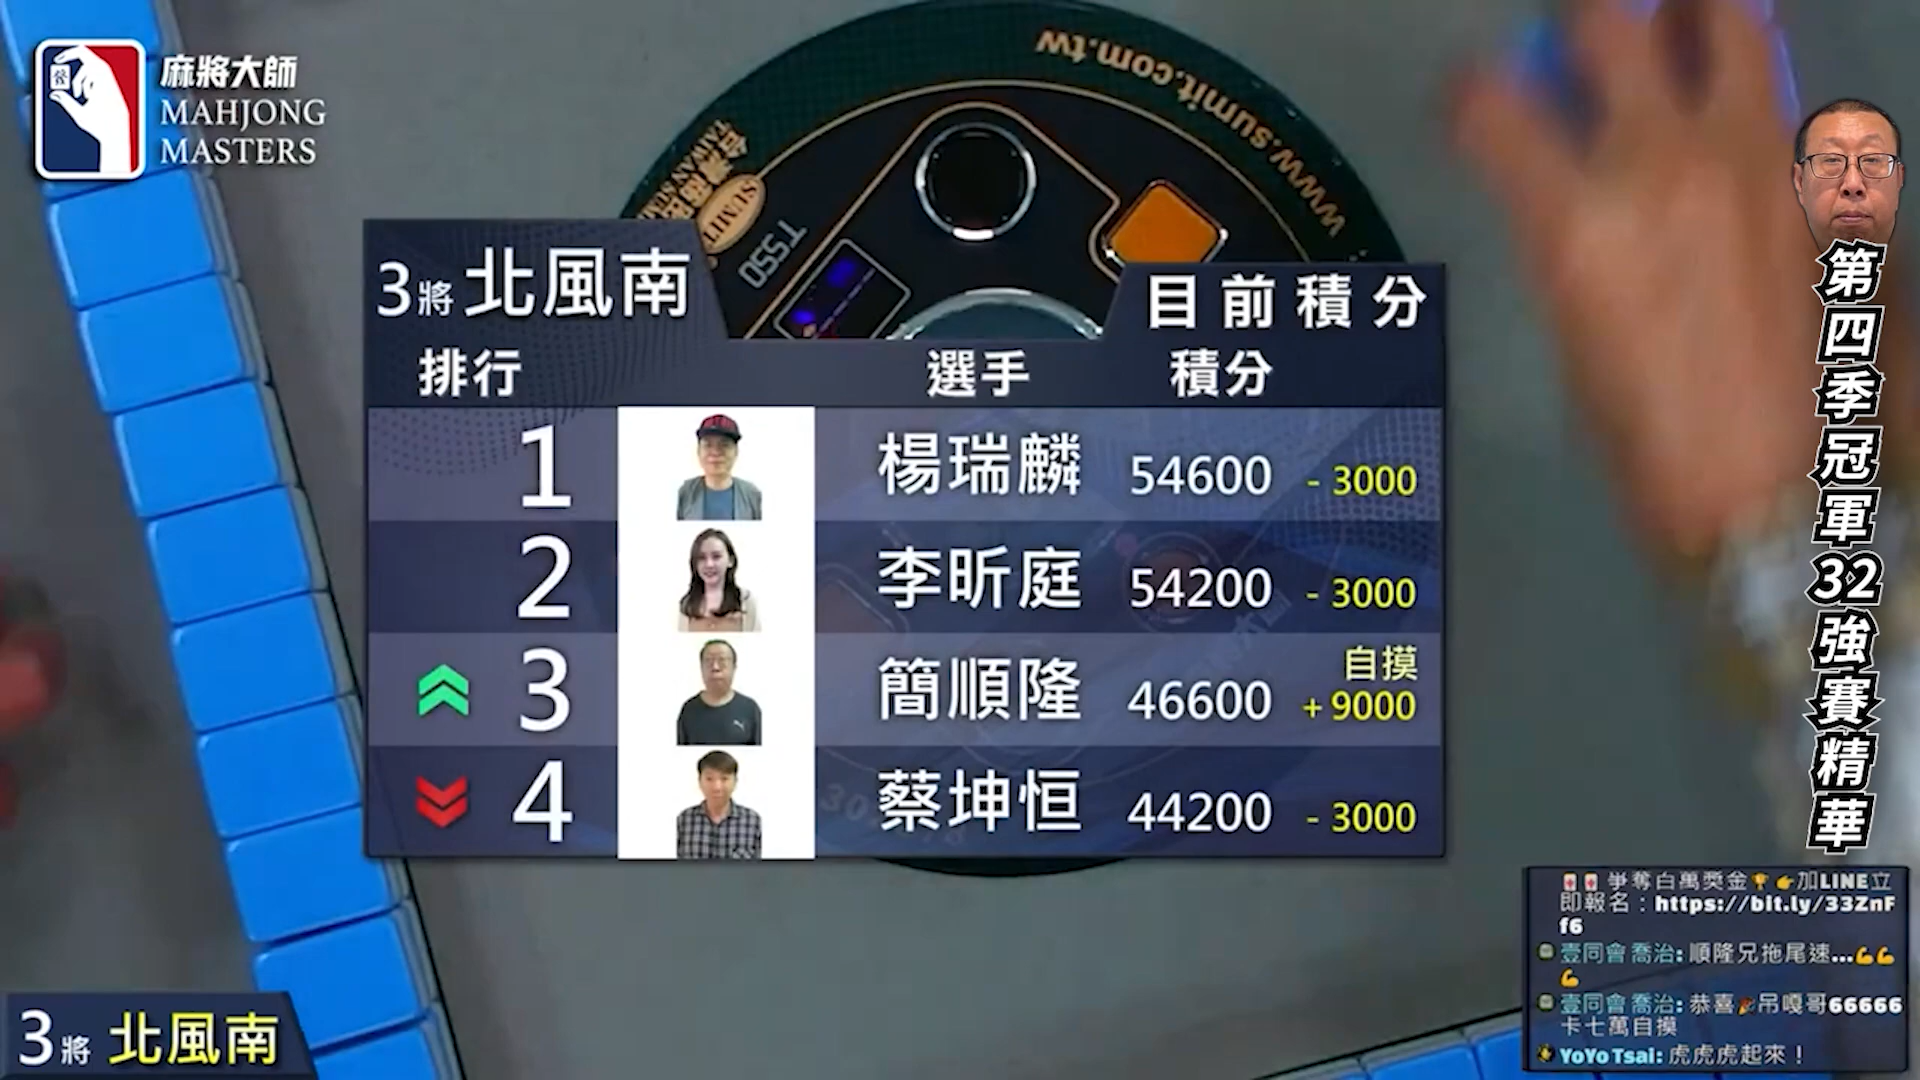 麻將大師
MAHJONG
MASTERS
www.sumit.com.tw
SUMIT
TS50
3將 北風南
目前積分
排行 選手 積分
1 楊瑞麟 54600 - 3000
2 李昕庭 54200 - 3000
自摸
3 簡順隆 46600 + 9000
4 蔡坤恒 44200 - 3000
第四季冠軍32強賽精華
🀄🀄 爭奪百萬獎金🏆👉加LINE立
即報名：https://bit.ly/33ZnF
f6
壹同會 喬治: 順隆兄拖尾速...💪💪
💪
壹同會 喬治: 恭喜🎉吊嘎哥66666
卡七萬自摸
YoYo Tsai: 虎虎虎起來！
3將 北風南